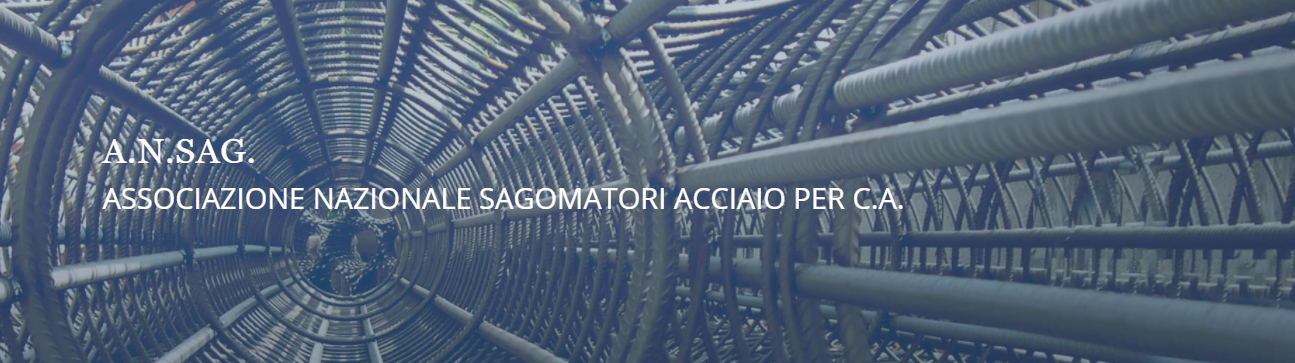 A.N.SAG.
ASSOCIAZIONE NAZIONALE SAGOMATORI ACCIAIO PER C.A.